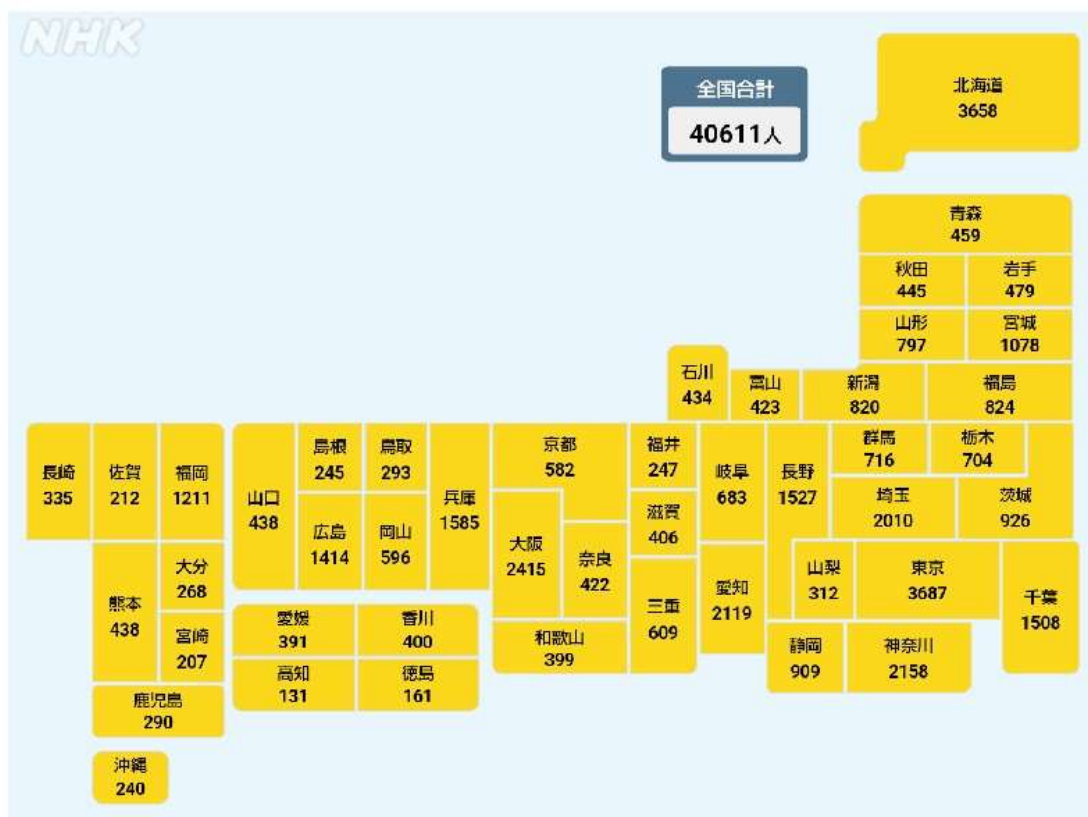 NHK
全国合計
40611人
北海道
3658
青森
459
秋田
445
岩手
479
山形
797
宮城
1078
石川
434
富山
423
新潟
820
福島
824
長崎
335
佐賀
212
福岡
1211
山口
438
島根
245
鳥取
293
兵庫
1585
京都
582
福井
247
岐阜
683
長野
1527
群馬
716
栃木
704
広島
1414
岡山
596
大阪
2415
奈良
422
滋賀
406
埼玉
2010
茨城
926
熊本
438
大分
268
宮崎
207
三重
609
愛知
2119
山梨
312
東京
3687
千葉
1508
愛媛
391
香川
400
和歌山
399
静岡
909
神奈川
2158
高知
131
徳島
161
鹿児島
290
沖縄
240